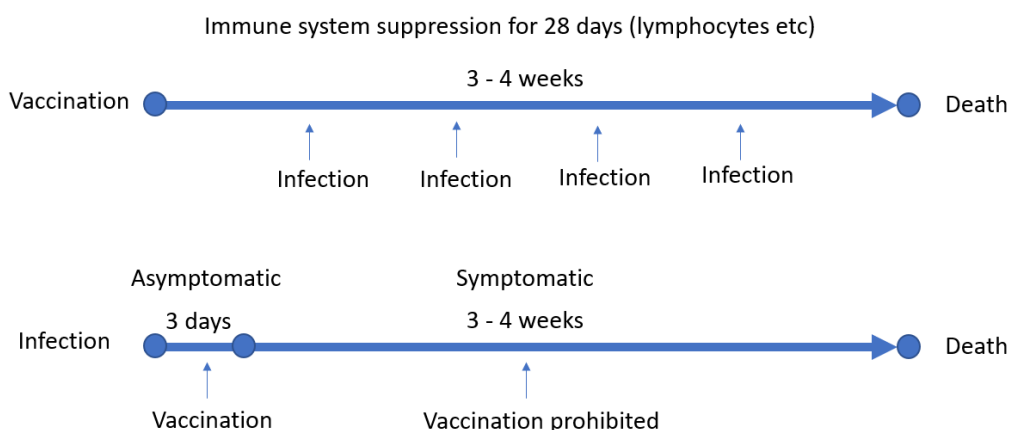 Immune system suppression for 28 days (lymphocytes etc)
3 - 4 weeks
Vaccination
Death
Infection
Infection
Infection
Infection
Asymptomatic
Symptomatic
3 days
3 - 4 weeks
Infection
Death
Vaccination
Vaccination prohibited